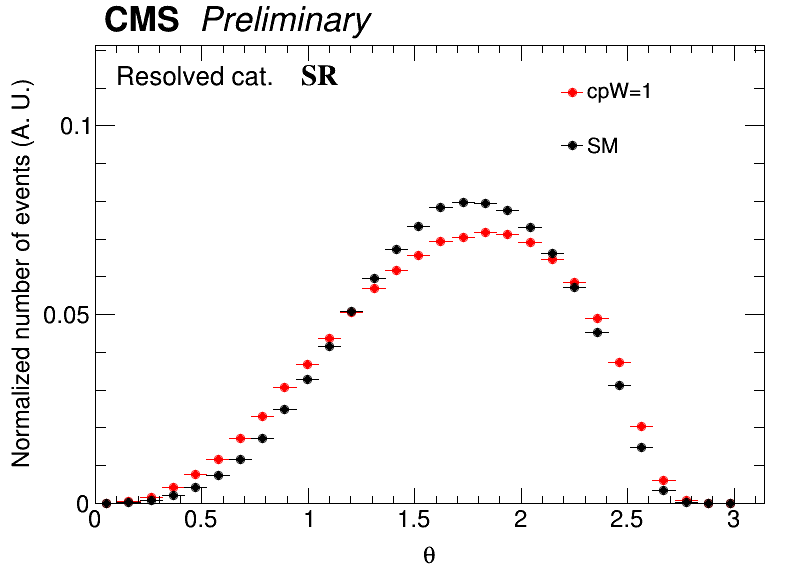 CMS Preliminary
Resolved cat. SR
cpW=1
SM
Normalized number of events (A. U.)
0.1
0.05
0
0 0.5 1 1.5 2 2.5 3
θ